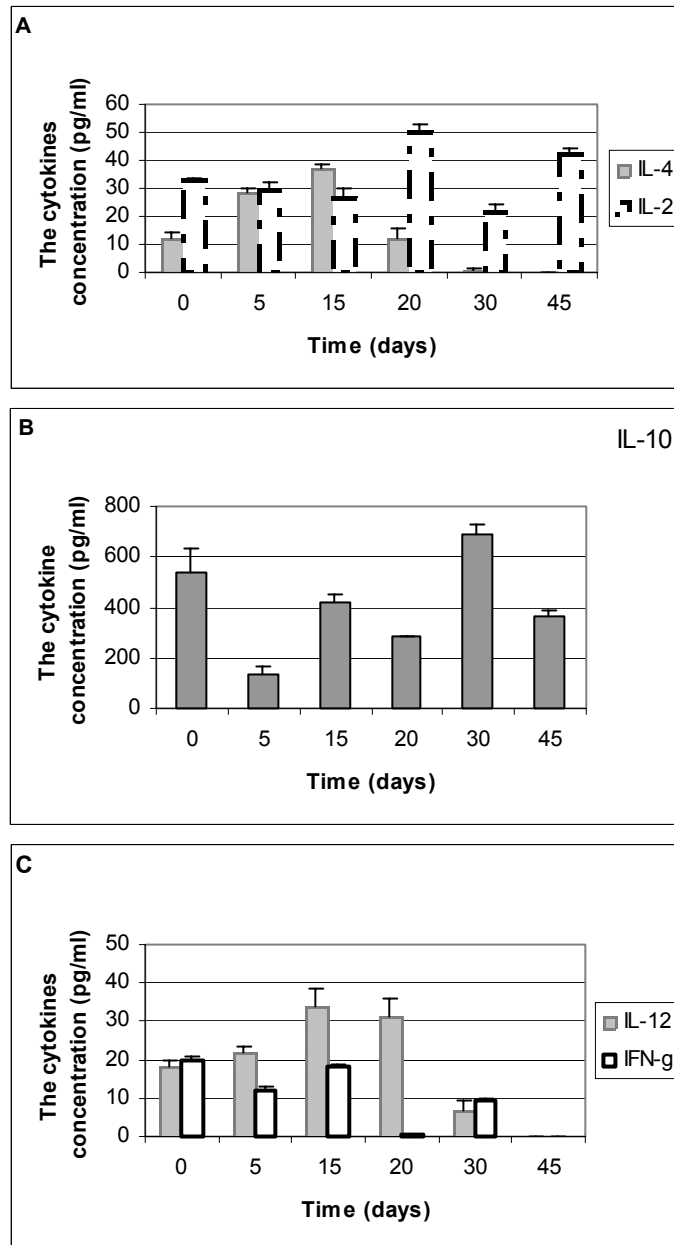 A
The cytokines
concentration (pg/ml)
60
50
40
30
20
10
0
0 5 15 20 30 45
Time (days)
IL-4
IL-2
B
IL-10
The cytokine
concentration (pg/ml)
800
600
400
200
0
0 5 15 20 30 45
Time (days)
C
The cytokines
concentration (pg/ml)
50
40
30
20
10
0
0 5 15 20 30 45
Time (days)
IL-12
IFN-g